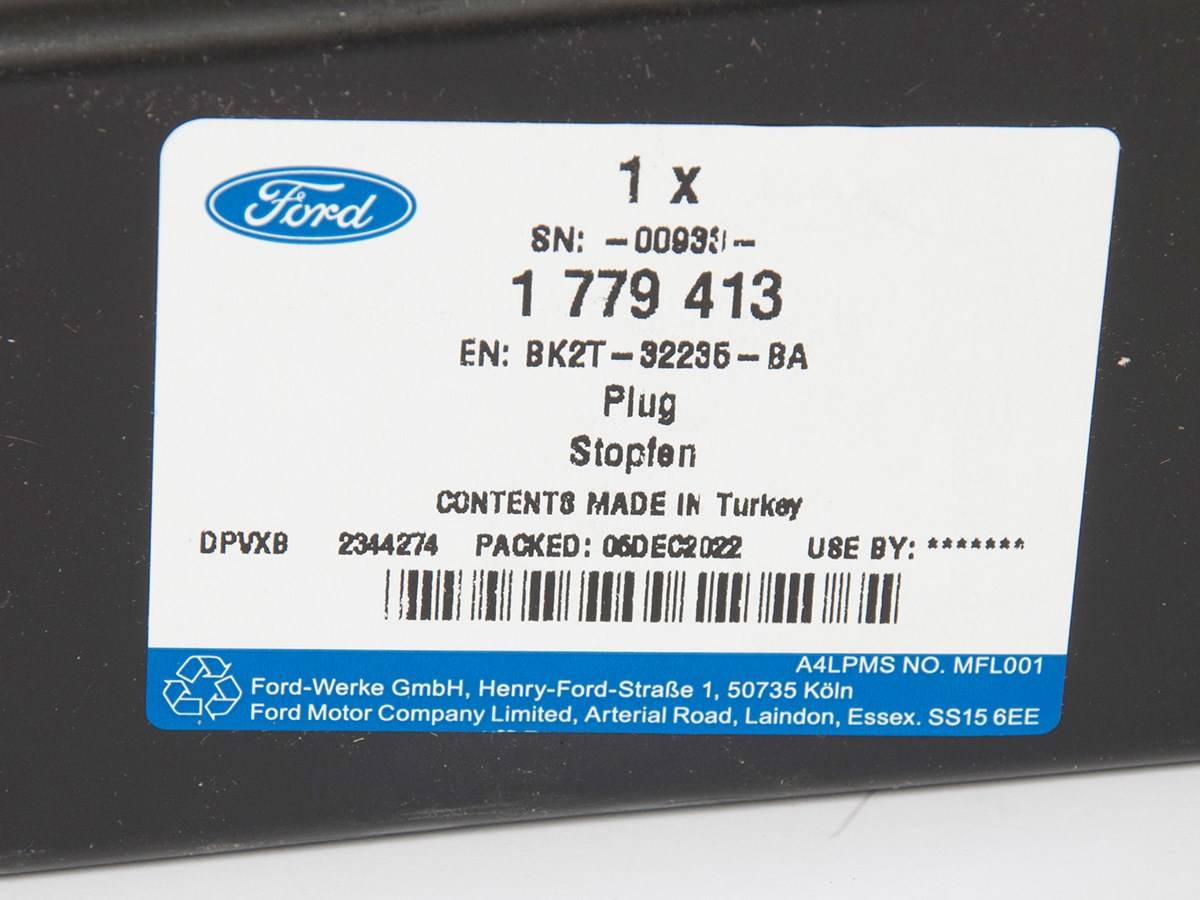 Ford
1 x
SN:
1 779 413
EN: BK2T-32235-BA
Plug
Stopfen
CONTENTS MADE IN Turkey
DPVXB 2344274 PACKED: 06DEC2022 USE BY: *******
A4LPMS NO. MFL001
Ford-Werke GmbH, Henry-Ford-Straße 1, 50735 Köln
Ford Motor Company Limited, Arterial Road, Laindon, Essex. SS15 6EE